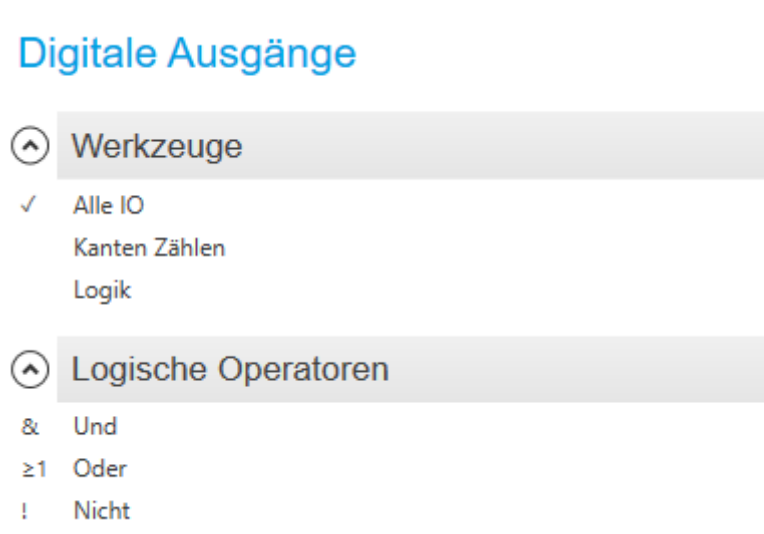 Digitale Ausgänge
Werkzeuge
✓ Alle IO
Kanten Zählen
Logik
Logische Operatoren
& Und
≥1 Oder
! Nicht